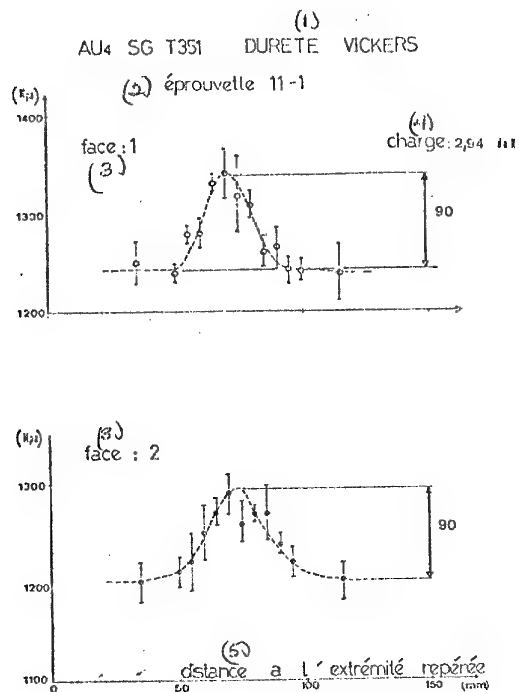 (1)
AU4 SG T351 DURETE VICKERS
(2) éprouvette 11-1
1400
face : 1
(3)
(4)
charge : 2,94
1300
90
1200
(3)
face : 2
1300
90
1200
(5)
distance a l'extrémité repérée
1100
0 50 100 150 (mm)